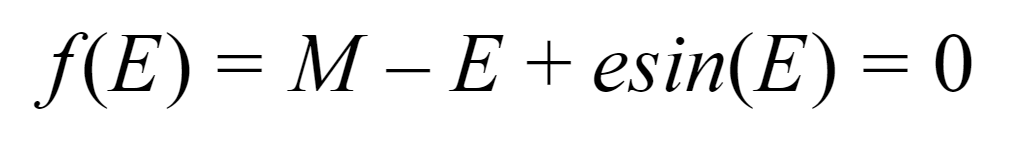 f(E) = M – E + esin(E) = 0